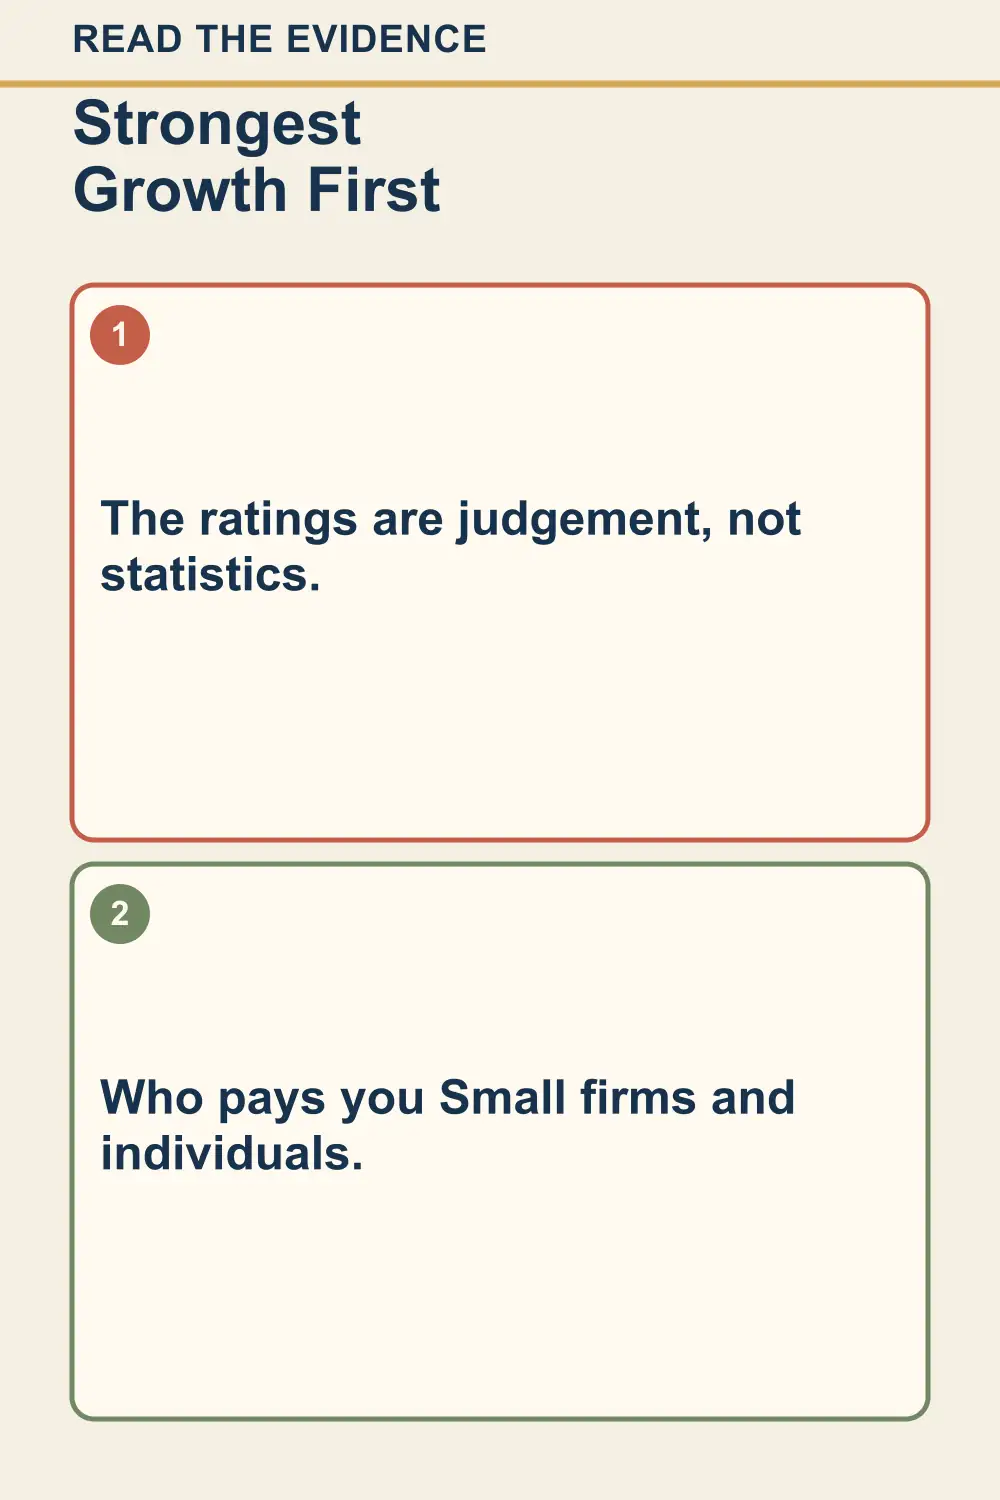 READ THE EVIDENCE
Strongest
Growth First
1
The ratings are judgement, not
statistics.
2
Who pays you Small firms and
individuals.